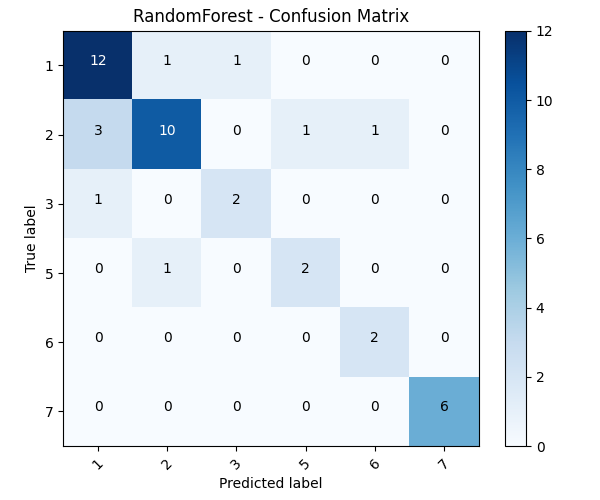 RandomForest - Confusion Matrix
True label
1 12 1 1 0 0 0
2 3 10 0 1 1 0
3 1 0 2 0 0 0
5 0 1 0 2 0 0
6 0 0 0 0 2 0
7 0 0 0 0 0 6
1 2 3 5 6 7
Predicted label
12
10
8
6
4
2
0